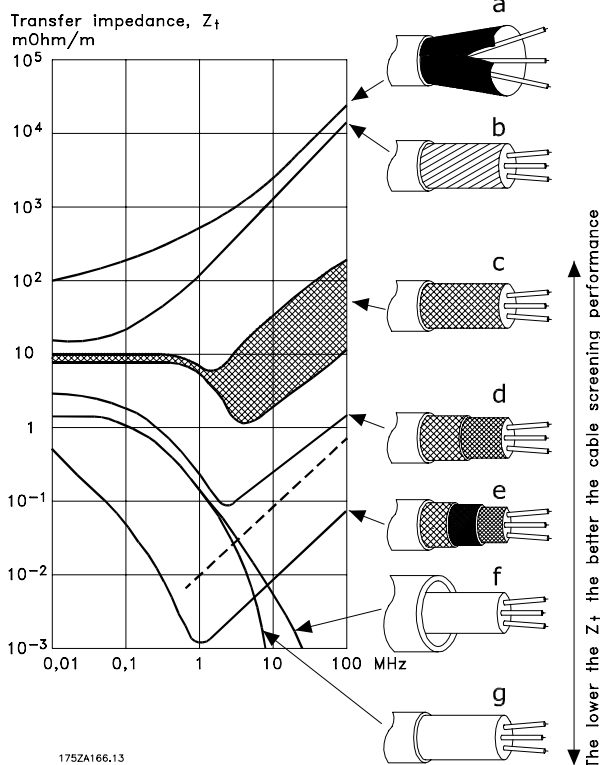 Transfer impedance, Zt
mOhm/m
a
10⁵
10⁴
b
10³
c
10²
10
d
1
10⁻¹
e
10⁻²
f
10⁻³
0,01 0,1 1 10 100 MHz
g
175ZA166.13
The lower the Zt the better the cable screening performance